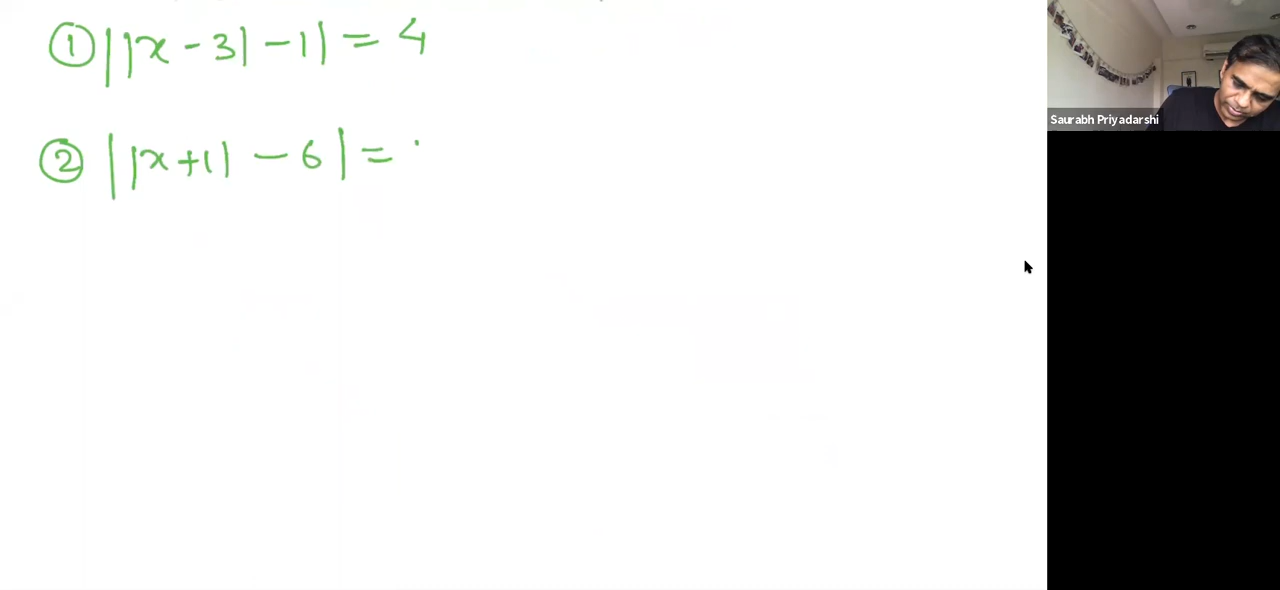 ① ||x - 3| - 1| = 4
② ||x + 1| - 6| =
Saurabh Priyadarshi